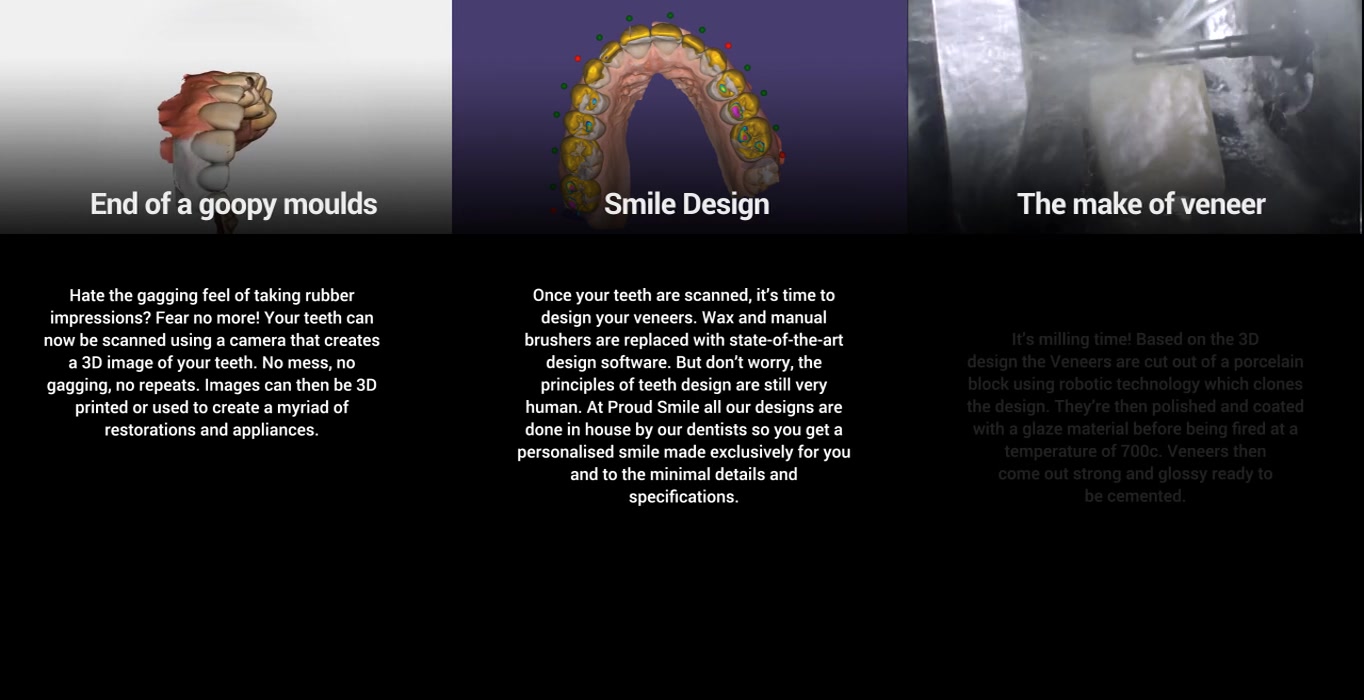 End of a goopy moulds
Hate the gagging feel of taking rubber
impressions? Fear no more! Your teeth can
now be scanned using a camera that creates
a 3D image of your teeth. No mess, no
gagging, no repeats. Images can then be 3D
printed or used to create a myriad of
restorations and appliances.
Smile Design
Once your teeth are scanned, it’s time to
design your veneers. Wax and manual
brushers are replaced with state-of-the-art
design software. But don’t worry, the
principles of teeth design are still very
human. At Proud Smile all our designs are
done in house by our dentists so you get a
personalised smile made exclusively for you
and to the minimal details and
specifications.
The make of veneer
It's milling time! Based on the 3D
design the Veneers are cut out of a porcelain
block using robotic technology which clones
the design. They're then polished and coated
with a glaze material before being fired at a
temperature of 700c. Veneers then
come out strong and glossy ready to
be cemented.